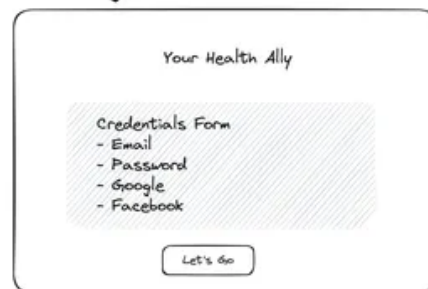 Your Health Ally
Credentials Form
- Email
- Password
- Google
- Facebook
Let's Go